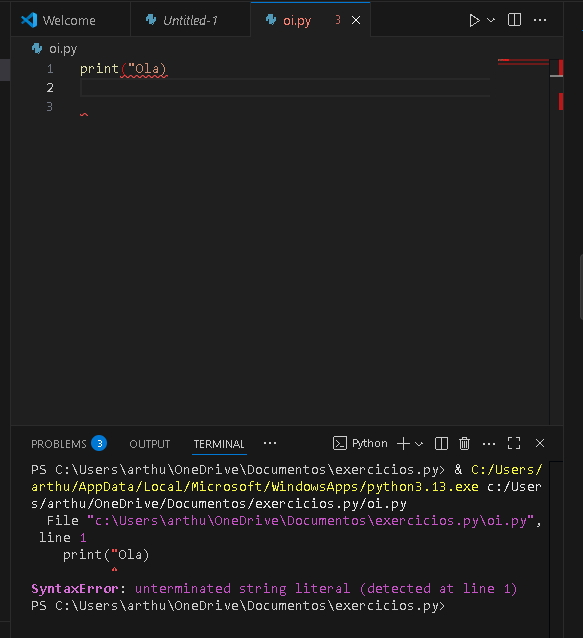 Welcome Untitled-1 oi.py 3
oi.py
1 print("Ola)
2
3
PROBLEMS 3 OUTPUT TERMINAL ··· Python
PS C:\Users\arthu\OneDrive\Documentos\exercicios.py> & C:/Users/
arthu/AppData/Local/Microsoft/WindowsApps/python3.13.exe c:/User
s/arthu/OneDrive/Documentos/exercicios.py/oi.py
File "c:\Users\arthu\OneDrive\Documentos\exercicios.py\oi.py",
line 1
print("Ola)
^
SyntaxError: unterminated string literal (detected at line 1)
PS C:\Users\arthu\OneDrive\Documentos\exercicios.py>